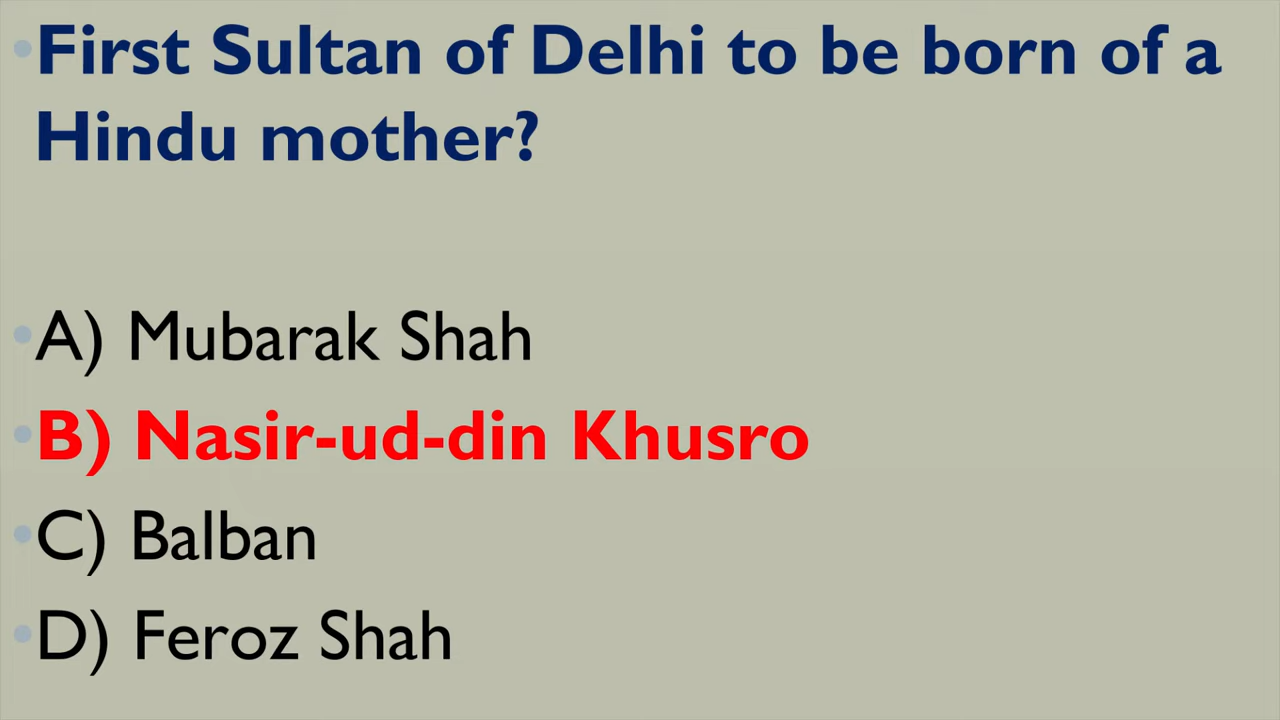 •First Sultan of Delhi to be born of a
Hindu mother?
•A) Mubarak Shah
•B) Nasir-ud-din Khusro
•C) Balban
•D) Feroz Shah